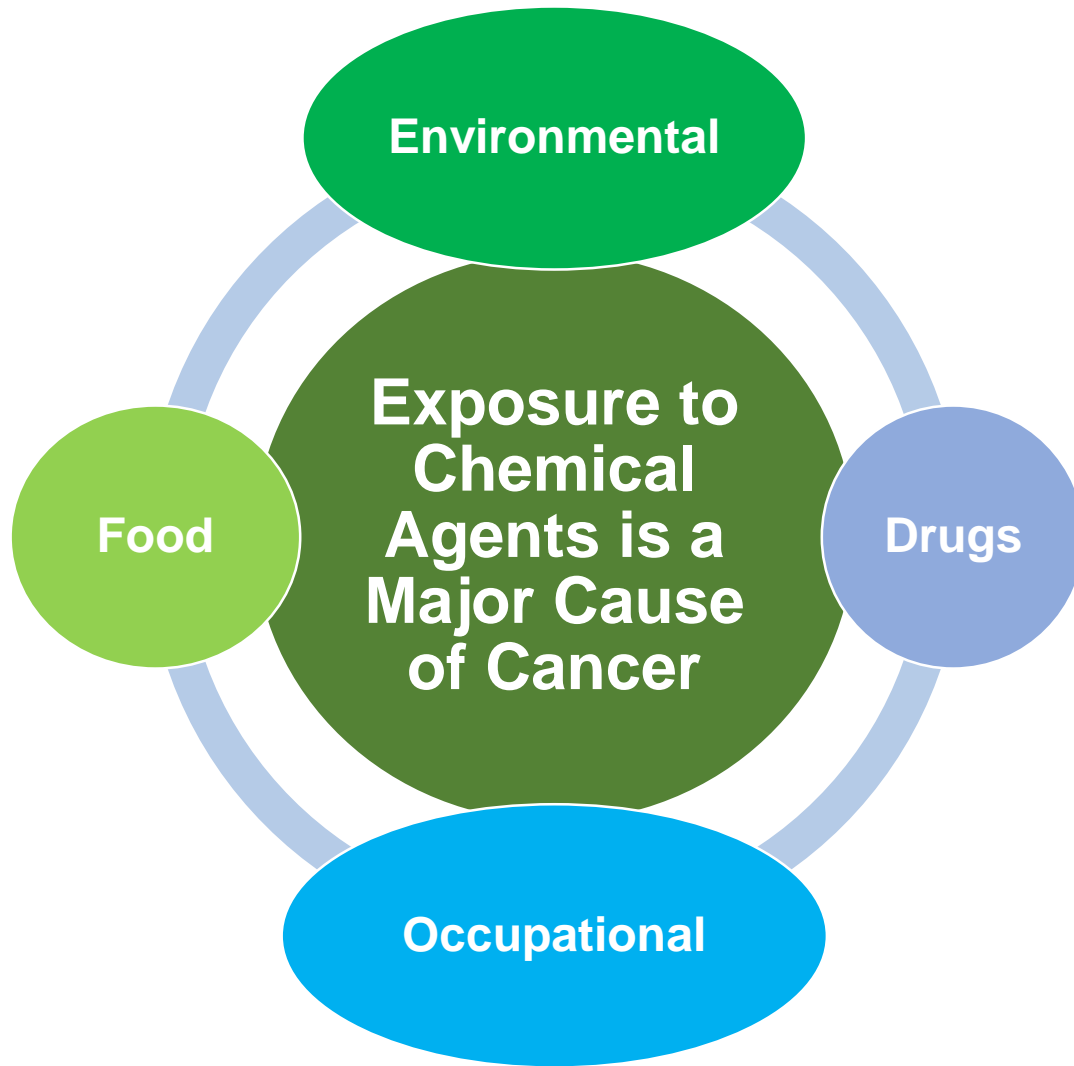 Environmental
Exposure to
Chemical
Agents is a
Major Cause
of Cancer
Food
Drugs
Occupational